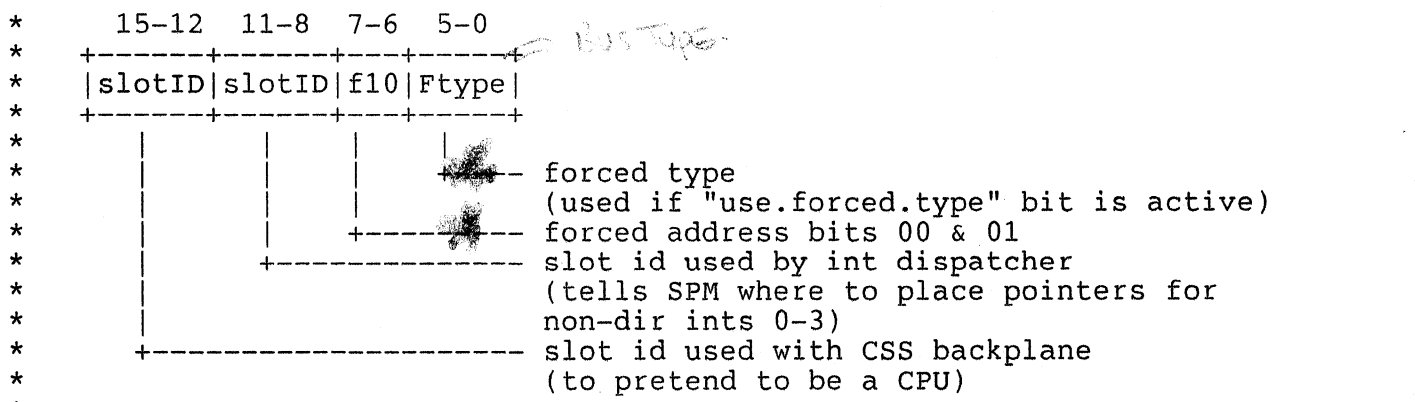 *      15-12  11-8  7-6  5-0
*    +------+------+---+-----+ Bus Type.
*    |slotID|slotID|f10|Ftype|
*    +------+------+---+-----+
*        |      |    |    |
*        |      |    |    +---- forced type
*        |      |    |          (used if "use.forced.type" bit is active)
*        |      |    +--------- forced address bits 00 & 01
*        |      +-------------- slot id used by int dispatcher
*        |                      (tells SPM where to place pointers for
*        |                      non-dir ints 0-3)
*        +--------------------- slot id used with CSS backplane
*                               (to pretend to be a CPU)